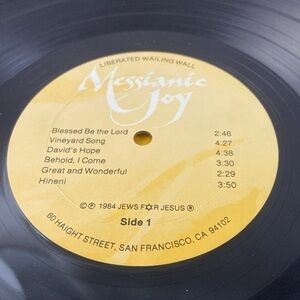 LIBERATED WAILING WALL
Messianic
Joy
Blessed Be the Lord 2:46
Vineyard Song 4:27
David's Hope 4:38
Behold, I Come 3:30
Great and Wonderful 2:29
Hineni 3:50
© ℗ 1984 JEWS F✡R JESUS ®
Side 1
60 HAIGHT STREET, SAN FRANCISCO, CA 94102